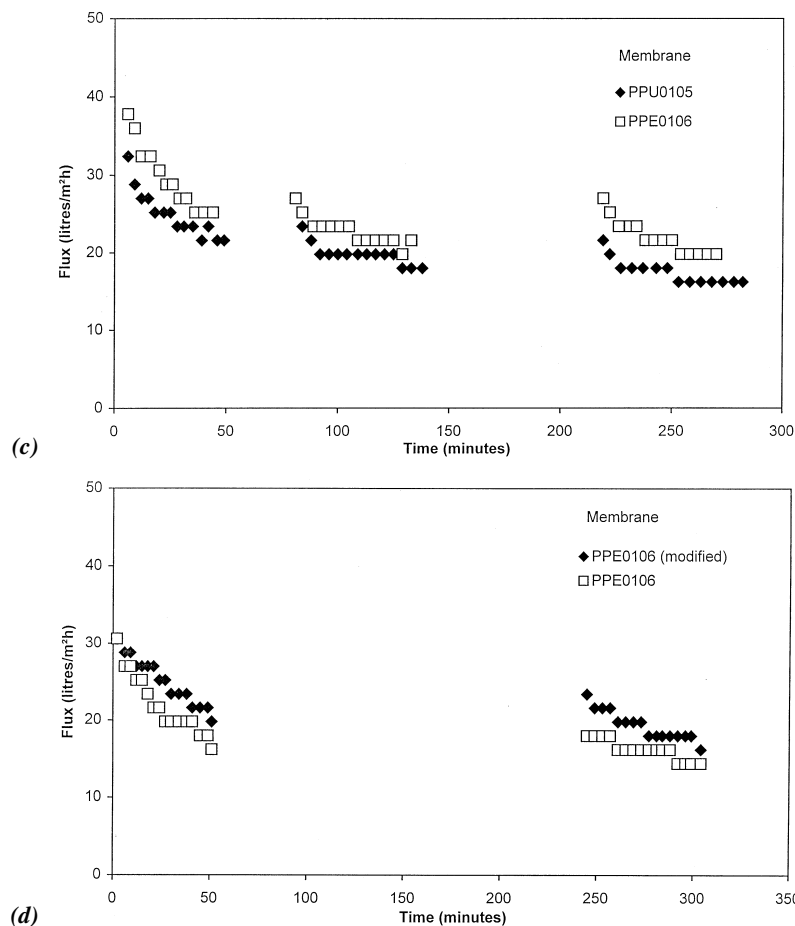 50
40
30
20
10
0
Flux (litres/m²h)
Membrane
PPU0105
PPE0106
0 50 100 150 200 250 300
Time (minutes)
(c)
50
40
30
20
10
0
Flux (litres/m²h)
Membrane
PPE0106 (modified)
PPE0106
0 50 100 150 200 250 300 350
Time (minutes)
(d)